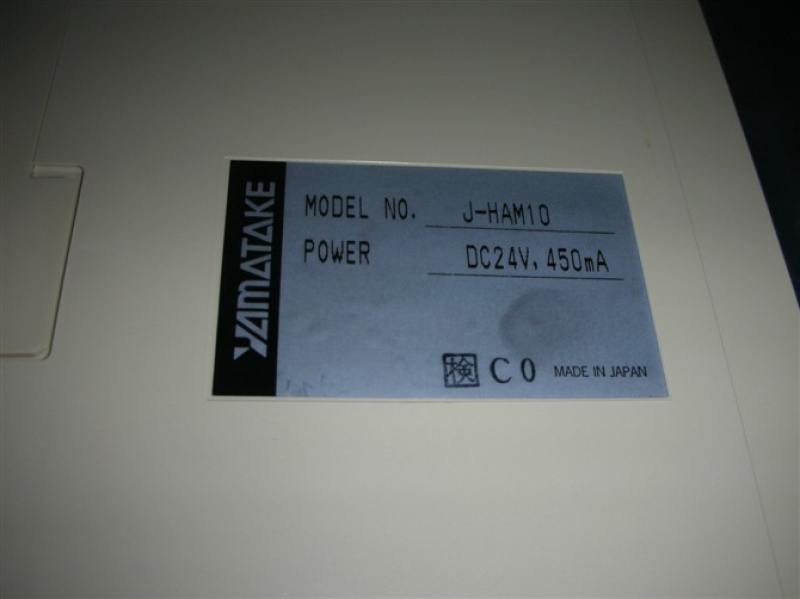 YAMATAKE
MODEL NO. J-HAM10
POWER DC24V, 450mA
検 C0 MADE IN JAPAN